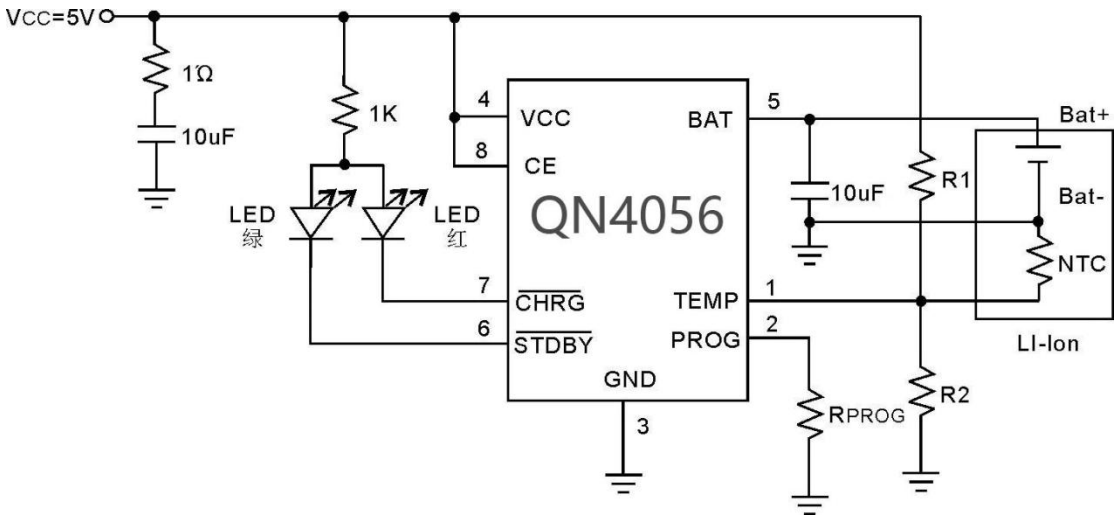 VCC=5V
1Ω
10uF
1K
LED
绿
LED
红
4
VCC
8
CE
QN4056
7
CHRG
6
STDBY
GND
3
BAT
5
TEMP
1
PROG
2
10uF
RPROG
R1
R2
Bat+
Bat-
NTC
LI-Ion